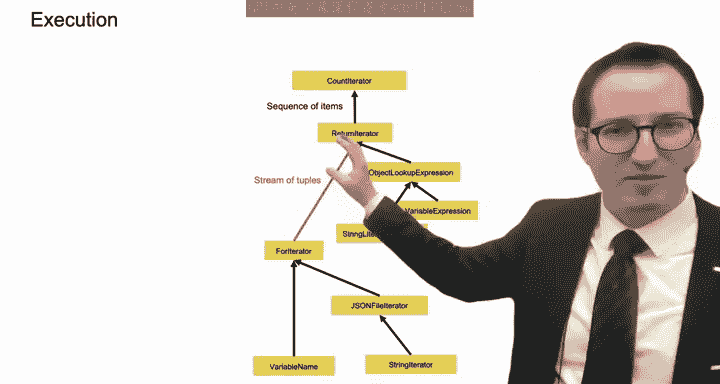 Execution
CountIterator
Sequence of items
ReturnIterator
Stream of tuples
ObjectLookupExpression
VariableExpression
ForIterator
JSONFileIterator
VariableName
StringIterator